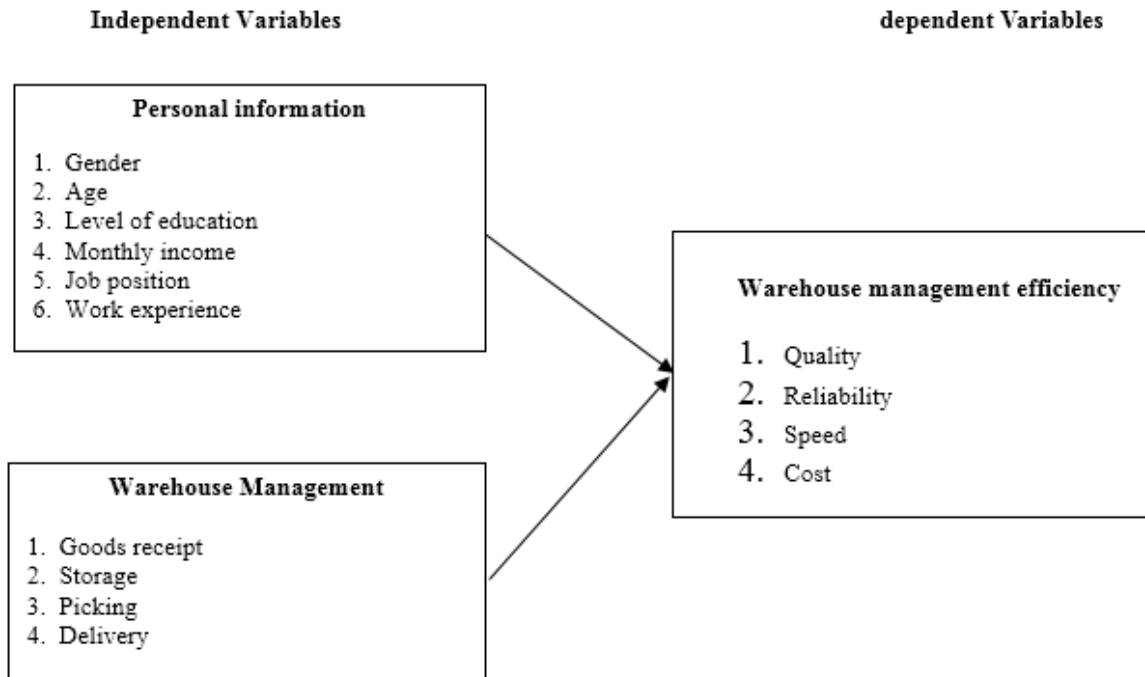 Independent Variables
dependent Variables
Personal information
1. Gender
2. Age
3. Level of education
4. Monthly income
5. Job position
6. Work experience
Warehouse management efficiency
1. Quality
2. Reliability
3. Speed
4. Cost
Warehouse Management
1. Goods receipt
2. Storage
3. Picking
4. Delivery